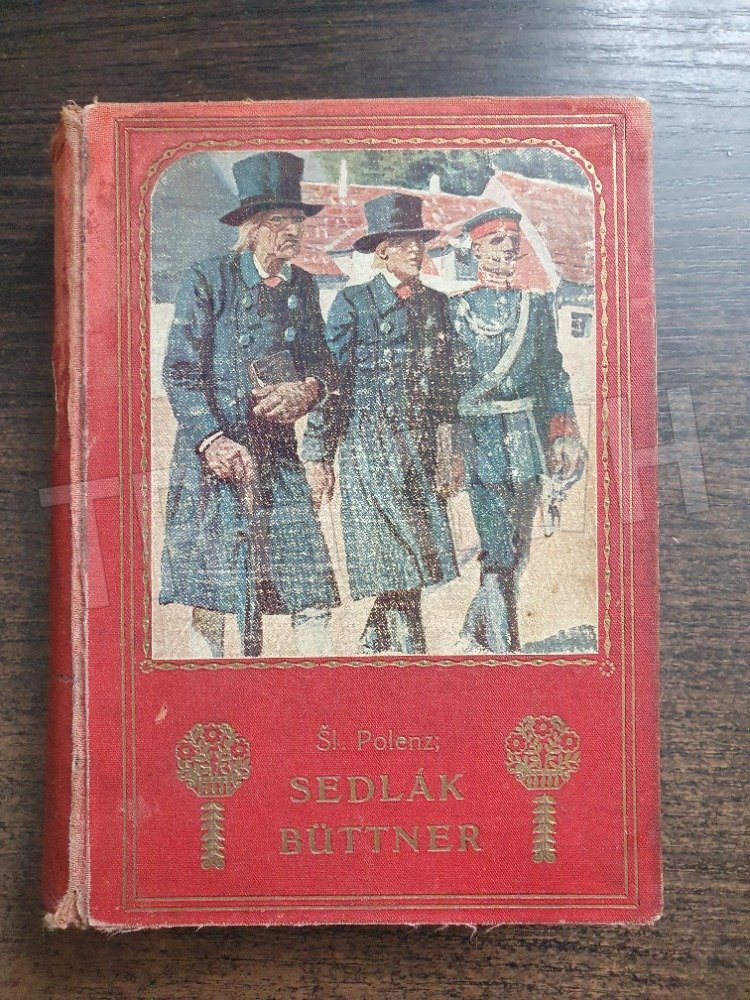 Šl. Polenz;
SEDLÁK
BÜTTNER